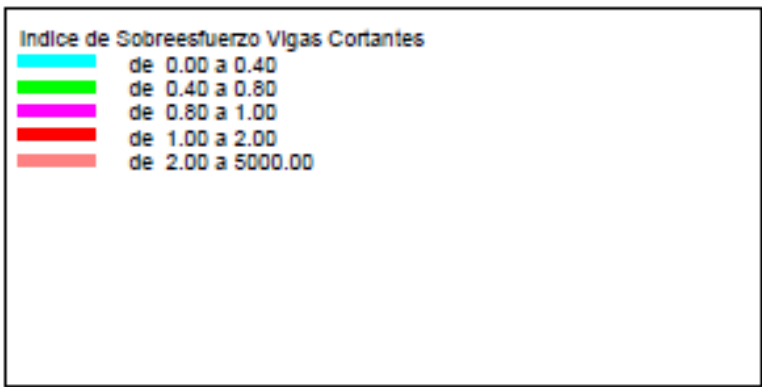 Indice de Sobreesfuerzo Vigas Cortantes
de 0.00 a 0.40
de 0.40 a 0.80
de 0.80 a 1.00
de 1.00 a 2.00
de 2.00 a 5000.00